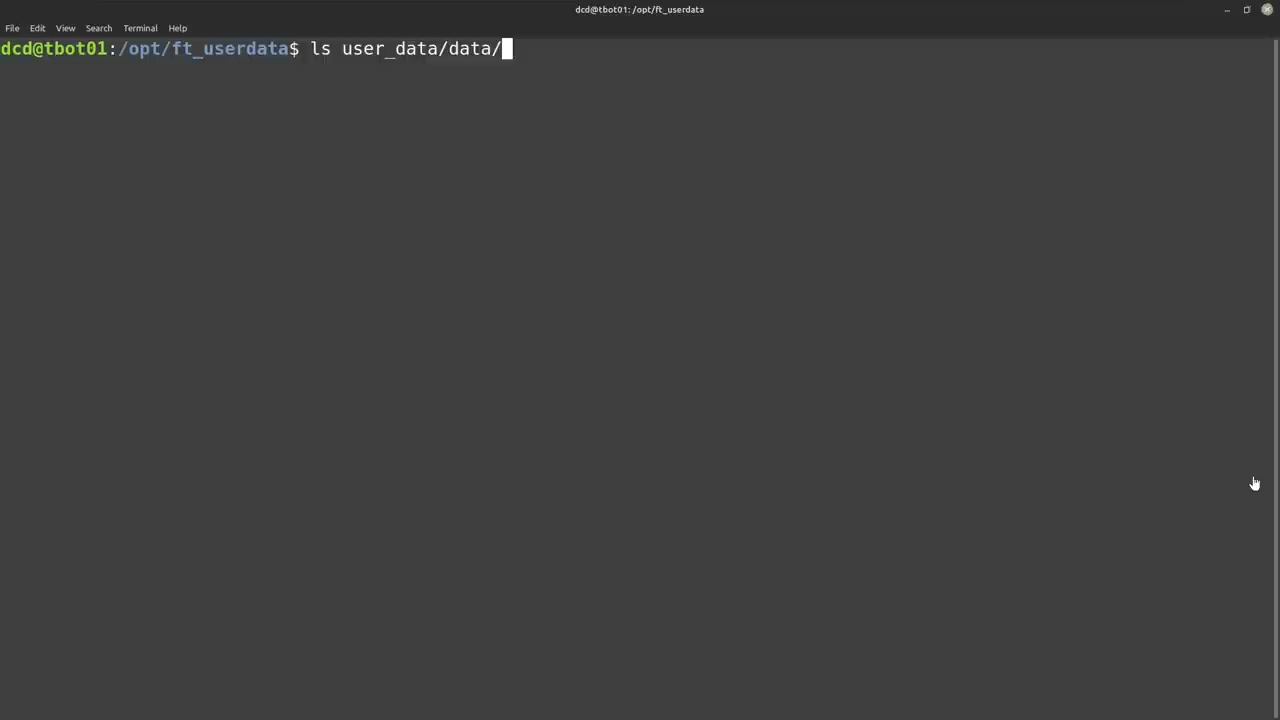 dcd@tbot01: /opt/ft_userdata
File Edit View Search Terminal Help
dcd@tbot01:/opt/ft_userdata$ ls user_data/data/